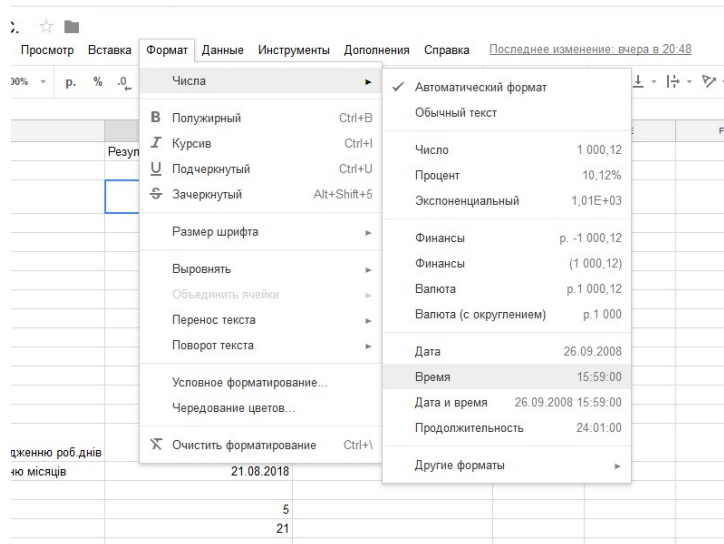 Просмотр Вставка Формат Данные Инструменты Дополнения Справка Последнее изменение: вчера в 20:48
р. % .0
Числа
Полужирный Ctrl+B
Курсив Ctrl+I
Подчеркнутый Ctrl+U
Зачеркнутый Alt+Shift+5
Размер шрифта
Выровнять
Объединить ячейки
Перенос текста
Поворот текста
Условное форматирование...
Чередование цветов...
Очистить форматирование Ctrl+\
Автоматический формат
Обычный текст
Число 1 000,12
Процент 10,12%
Экспоненциальный 1,01E+03
Финансы р. -1 000,12
Финансы (1 000,12)
Валюта р.1 000,12
Валюта (с округлением) р.1 000
Дата 26.09.2008
Время 15:59:00
Дата и время 26.09.2008 15:59:00
Продолжительность 24:01:00
Другие форматы
роб.днів
місяців 21.08.2018
5
21